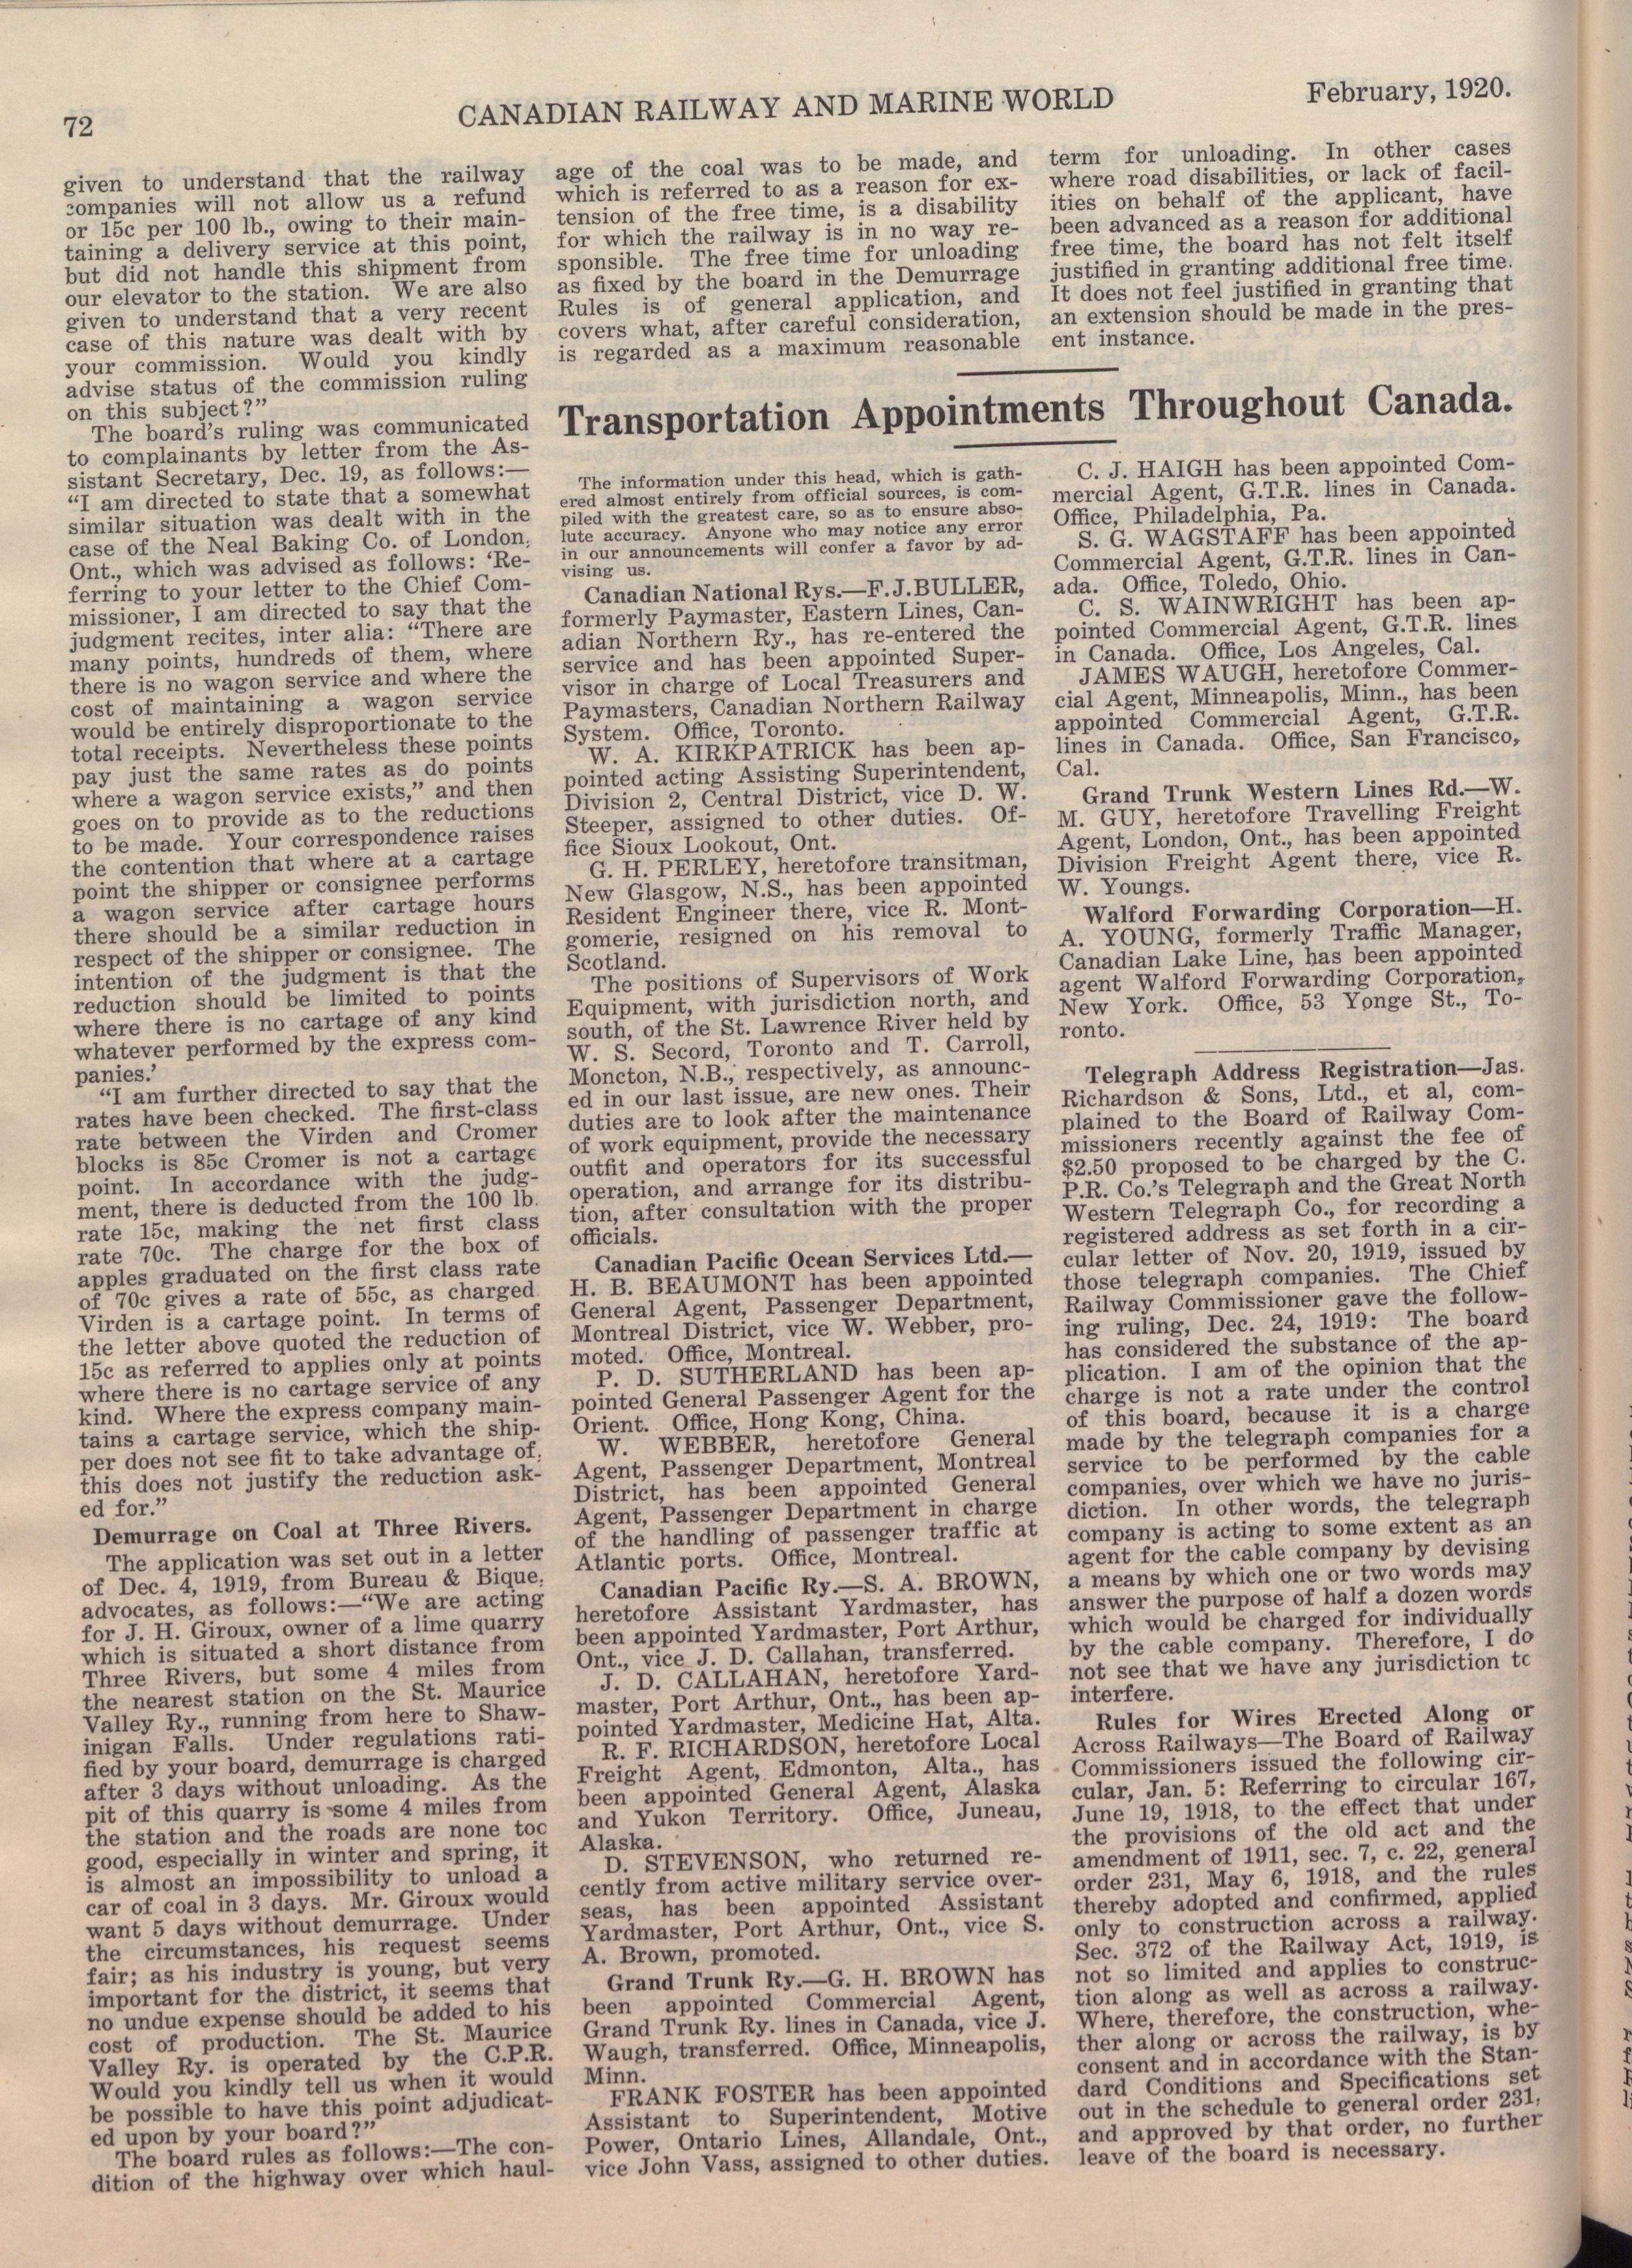 72
CANADIAN RAILWAY AND MARINE WORLD
February, 1920.
given to understand that the railway
companies will not allow us a refund
or 15c per 100 lb., owing to their main-
taining a delivery service at this point,
but did not handle this shipment from
our elevator to the station. We are also
given to understand that a very recent
case of this nature was dealt with by
your commission. Would you kindly
advise status of the commission ruling
on this subject?"
The board's ruling was communicated
to complainants by letter from the As-
sistant Secretary, Dec. 19, as follows:—
"I am directed to state that a somewhat
similar situation was dealt with in the
case of the Neal Baking Co. of London,
Ont., which was advised as follows: 'Re-
ferring to your letter to the Chief Com-
missioner, I am directed to say that the
judgment recites, inter alia: "There are
many points, hundreds of them, where
there is no wagon service and where the
cost of maintaining a wagon service
would be entirely disproportionate to the
total receipts. Nevertheless these points
pay just the same rates as do points
where a wagon service exists," and then
goes on to provide as to the reductions
to be made. Your correspondence raises
the contention that where at a cartage
point the shipper or consignee performs
a wagon service after cartage hours
there should be a similar reduction in
respect of the shipper or consignee. The
intention of the judgment is that the
reduction should be limited to points
where there is no cartage of any kind
whatever performed by the express com-
panies.'
"I am further directed to say that the
rates have been checked. The first-class
rate between the Virden and Cromer
blocks is 85c Cromer is not a cartage
point. In accordance with the judg-
ment, there is deducted from the 100 lb.
rate 15c, making the net first class
rate 70c. The charge for the box of
apples graduated on the first class rate
of 70c gives a rate of 55c, as charged
Virden is a cartage point. In terms of
the letter above quoted the reduction of
15c as referred to applies only at points
where there is no cartage service of any
kind. Where the express company main-
tains a cartage service, which the ship-
per does not see fit to take advantage of,
this does not justify the reduction ask-
ed for."
Demurrage on Coal at Three Rivers.
The application was set out in a letter
of Dec. 4, 1919, from Bureau & Bique,
advocates, as follows:—"We are acting
for J. H. Giroux, owner of a lime quarry
which is situated a short distance from
Three Rivers, but some 4 miles from
the nearest station on the St. Maurice
Valley Ry., running from here to Shaw-
inigan Falls. Under regulations rati-
fied by your board, demurrage is charged
after 3 days without unloading. As the
pit of this quarry is some 4 miles from
the station and the roads are none too
good, especially in winter and spring, it
is almost an impossibility to unload a
car of coal in 3 days. Mr. Giroux would
want 5 days without demurrage. Under
the circumstances, his request seems
fair; as his industry is young, but very
important for the district, it seems that
no undue expense should be added to his
cost of production. The St. Maurice
Valley Ry. is operated by the C.P.R.
Would you kindly tell us when it would
be possible to have this point adjudicat-
ed upon by your board?"
The board rules as follows:—The con-
dition of the highway over which haul-
age of the coal was to be made, and
which is referred to as a reason for ex-
tension of the free time, is a disability
for which the railway is in no way re-
sponsible. The free time for unloading
as fixed by the board in the Demurrage
Rules is of general application, and
covers what, after careful consideration,
is regarded as a maximum reasonable
term for unloading. In other cases
where road disabilities, or lack of facil-
ities on behalf of the applicant, have
been advanced as a reason for additional
free time, the board has not felt itself
justified in granting additional free time.
It does not feel justified in granting that
an extension should be made in the pres-
ent instance.
Transportation Appointments Throughout Canada.
The information under this head, which is gath-
ered almost entirely from official sources, is com-
piled with the greatest care, so as to ensure abso-
lute accuracy. Anyone who may notice any error
in our announcements will confer a favor by ad-
vising us.
Canadian National Rys.—F.J.BULLER,
formerly Paymaster, Eastern Lines, Can-
adian Northern Ry., has re-entered the
service and has been appointed Super-
visor in charge of Local Treasurers and
Paymasters, Canadian Northern Railway
System. Office, Toronto.
W. A. KIRKPATRICK has been ap-
pointed acting Assisting Superintendent,
Division 2, Central District, vice D. W.
Steeper, assigned to other duties. Of-
fice Sioux Lookout, Ont.
G. H. PERLEY, heretofore transitman,
New Glasgow, N.S., has been appointed
Resident Engineer there, vice R. Mont-
gomerie, resigned on his removal to
Scotland.
The positions of Supervisors of Work
Equipment, with jurisdiction north, and
south, of the St. Lawrence River held by
W. S. Secord, Toronto and T. Carroll,
Moncton, N.B., respectively, as announc-
ed in our last issue, are new ones. Their
duties are to look after the maintenance
of work equipment, provide the necessary
outfit and operators for its successful
operation, and arrange for its distribu-
tion, after consultation with the proper
officials.
Canadian Pacific Ocean Services Ltd.—
H. B. BEAUMONT has been appointed
General Agent, Passenger Department,
Montreal District, vice W. Webber, pro-
moted. Office, Montreal.
P. D. SUTHERLAND has been ap-
pointed General Passenger Agent for the
Orient. Office, Hong Kong, China.
W. WEBBER, heretofore General
Agent, Passenger Department, Montreal
District, has been appointed General
Agent, Passenger Department in charge
of the handling of passenger traffic at
Atlantic ports. Office, Montreal.
Canadian Pacific Ry.—S. A. BROWN,
heretofore Assistant Yardmaster, has
been appointed Yardmaster, Port Arthur,
Ont., vice J. D. Callahan, transferred.
J. D. CALLAHAN, heretofore Yard-
master, Port Arthur, Ont., has been ap-
pointed Yardmaster, Medicine Hat, Alta.
R. F. RICHARDSON, heretofore Local
Freight Agent, Edmonton, Alta., has
been appointed General Agent, Alaska
and Yukon Territory. Office, Juneau,
Alaska.
D. STEVENSON, who returned re-
cently from active military service over-
seas, has been appointed Assistant
Yardmaster, Port Arthur, Ont., vice S.
A. Brown, promoted.
Grand Trunk Ry.—G. H. BROWN has
been appointed Commercial Agent,
Grand Trunk Ry. lines in Canada, vice J.
Waugh, transferred. Office, Minneapolis,
Minn.
FRANK FOSTER has been appointed
Assistant to Superintendent, Motive
Power, Ontario Lines, Allandale, Ont.,
vice John Vass, assigned to other duties.
C. J. HAIGH has been appointed Com-
mercial Agent, G.T.R. lines in Canada.
Office, Philadelphia, Pa.
S. G. WAGSTAFF has been appointed
Commercial Agent, G.T.R. lines in Can-
ada. Office, Toledo, Ohio.
C. S. WAINWRIGHT has been ap-
pointed Commercial Agent, G.T.R. lines
in Canada. Office, Los Angeles, Cal.
JAMES WAUGH, heretofore Commer-
cial Agent, Minneapolis, Minn., has been
appointed Commercial Agent, G.T.R.
lines in Canada. Office, San Francisco,
Cal.
Grand Trunk Western Lines Rd.—W.
M. GUY, heretofore Travelling Freight
Agent, London, Ont., has been appointed
Division Freight Agent there, vice R.
W. Youngs.
Walford Forwarding Corporation—H.
A. YOUNG, formerly Traffic Manager,
Canadian Lake Line, has been appointed
agent Walford Forwarding Corporation,
New York. Office, 53 Yonge St., To-
ronto.
Telegraph Address Registration—Jas.
Richardson & Sons, Ltd., et al, com-
plained to the Board of Railway Com-
missioners recently against the fee of
$2.50 proposed to be charged by the C.
P.R. Co.'s Telegraph and the Great North
Western Telegraph Co., for recording a
registered address as set forth in a cir-
cular letter of Nov. 20, 1919, issued by
those telegraph companies. The Chief
Railway Commissioner gave the follow-
ing ruling, Dec. 24, 1919: The board
has considered the substance of the ap-
plication. I am of the opinion that the
charge is not a rate under the control
of this board, because it is a charge
made by the telegraph companies for a
service to be performed by the cable
companies, over which we have no juris-
diction. In other words, the telegraph
company is acting to some extent as an
agent for the cable company by devising
a means by which one or two words may
answer the purpose of half a dozen words
which would be charged for individually
by the cable company. Therefore, I do
not see that we have any jurisdiction to
interfere.
Rules for Wires Erected Along or
Across Railways—The Board of Railway
Commissioners issued the following cir-
cular, Jan. 5: Referring to circular 167,
June 19, 1918, to the effect that under
the provisions of the old act and the
amendment of 1911, sec. 7, c. 22, general
order 231, May 6, 1918, and the rules
thereby adopted and confirmed, applied
only to construction across a railway.
Sec. 372 of the Railway Act, 1919, is
not so limited and applies to construc-
tion along as well as across a railway.
Where, therefore, the construction, whe-
ther along or across the railway, is by
consent and in accordance with the Stan-
dard Conditions and Specifications set
out in the schedule to general order 231,
and approved by that order, no further
leave of the board is necessary.